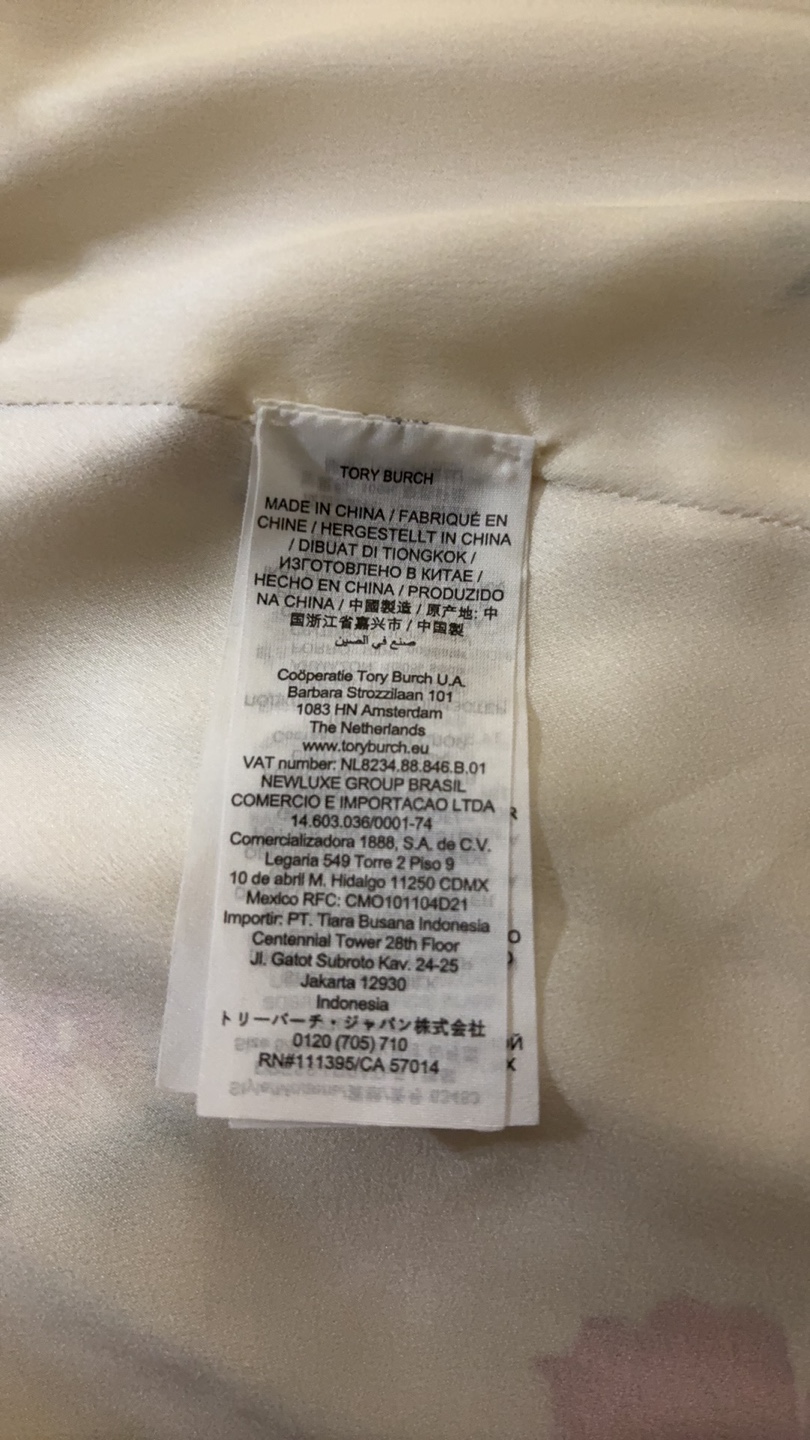 TORY BURCH
MADE IN CHINA / FABRIQUÉ EN
CHINE / HERGESTELLT IN CHINA
/ DIBUAT DI TIONGKOK /
ИЗГОТОВЛЕНО В КИТАЕ /
HECHO EN CHINA / PRODUZIDO
NA CHINA / 中國製造 / 原产地: 中
国浙江省嘉兴市 / 中国製
صنع في الصين
Coöperatie Tory Burch U.A.
Barbara Strozzilaan 101
1083 HN Amsterdam
The Netherlands
www.toryburch.eu
VAT number: NL8234.88.846.B.01
NEWLUXE GROUP BRASIL
COMERCIO E IMPORTACAO LTDA
14.603.036/0001-74
Comercializadora 1888, S.A. de C.V.
Legaria 549 Torre 2 Piso 9
10 de abril M. Hidalgo 11250 CDMX
Mexico RFC: CMO101104D21
Importir: PT. Tiara Busana Indonesia
Centennial Tower 28th Floor
Jl. Gatot Subroto Kav. 24-25
Jakarta 12930
Indonesia
トリーバーチ・ジャパン株式会社
0120 (705) 710
RN#111395/CA 57014